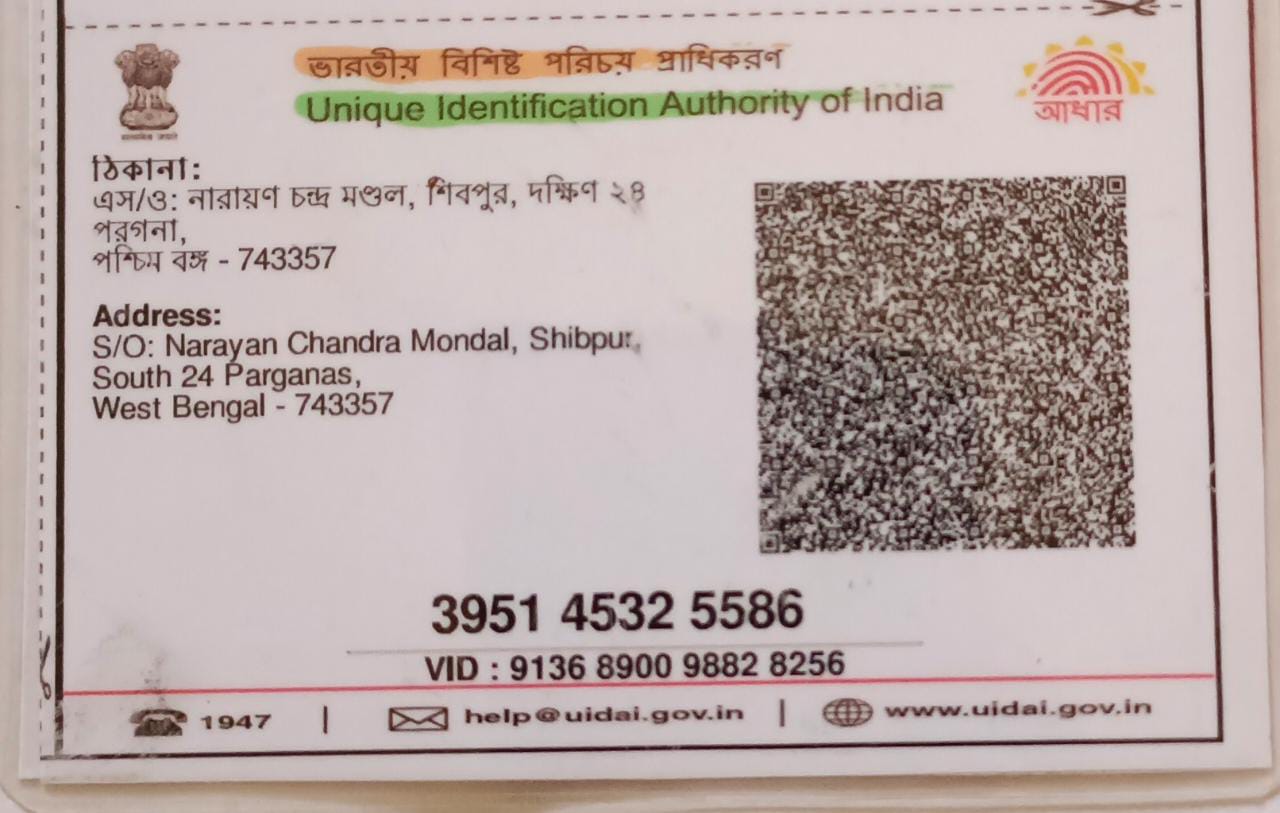 ভারতীয় বিশিষ্ট পরিচয় প্রাধিকরণ
Unique Identification Authority of India
আধার
ঠিকানা:
এস/ও: নারায়ণ চন্দ্র মণ্ডল, শিবপুর, দক্ষিণ ২৪
পরগনা,
পশ্চিম বঙ্গ - 743357
Address:
S/O: Narayan Chandra Mondal, Shibpur,
South 24 Parganas,
West Bengal - 743357
3951 4532 5586
VID : 9136 8900 9882 8256
1947 | help@uidai.gov.in | www.uidai.gov.in